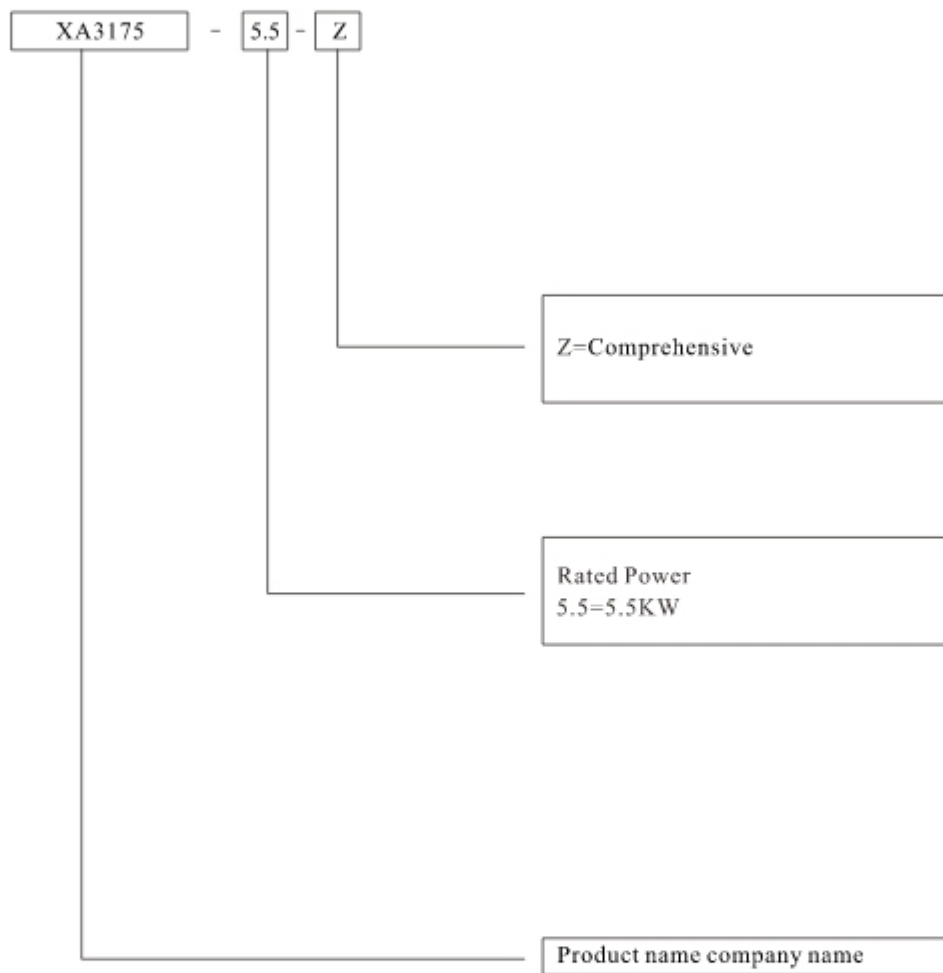 XA3175 - 5.5 - Z
Z=Comprehensive
Rated Power
5.5=5.5KW
Product name company name